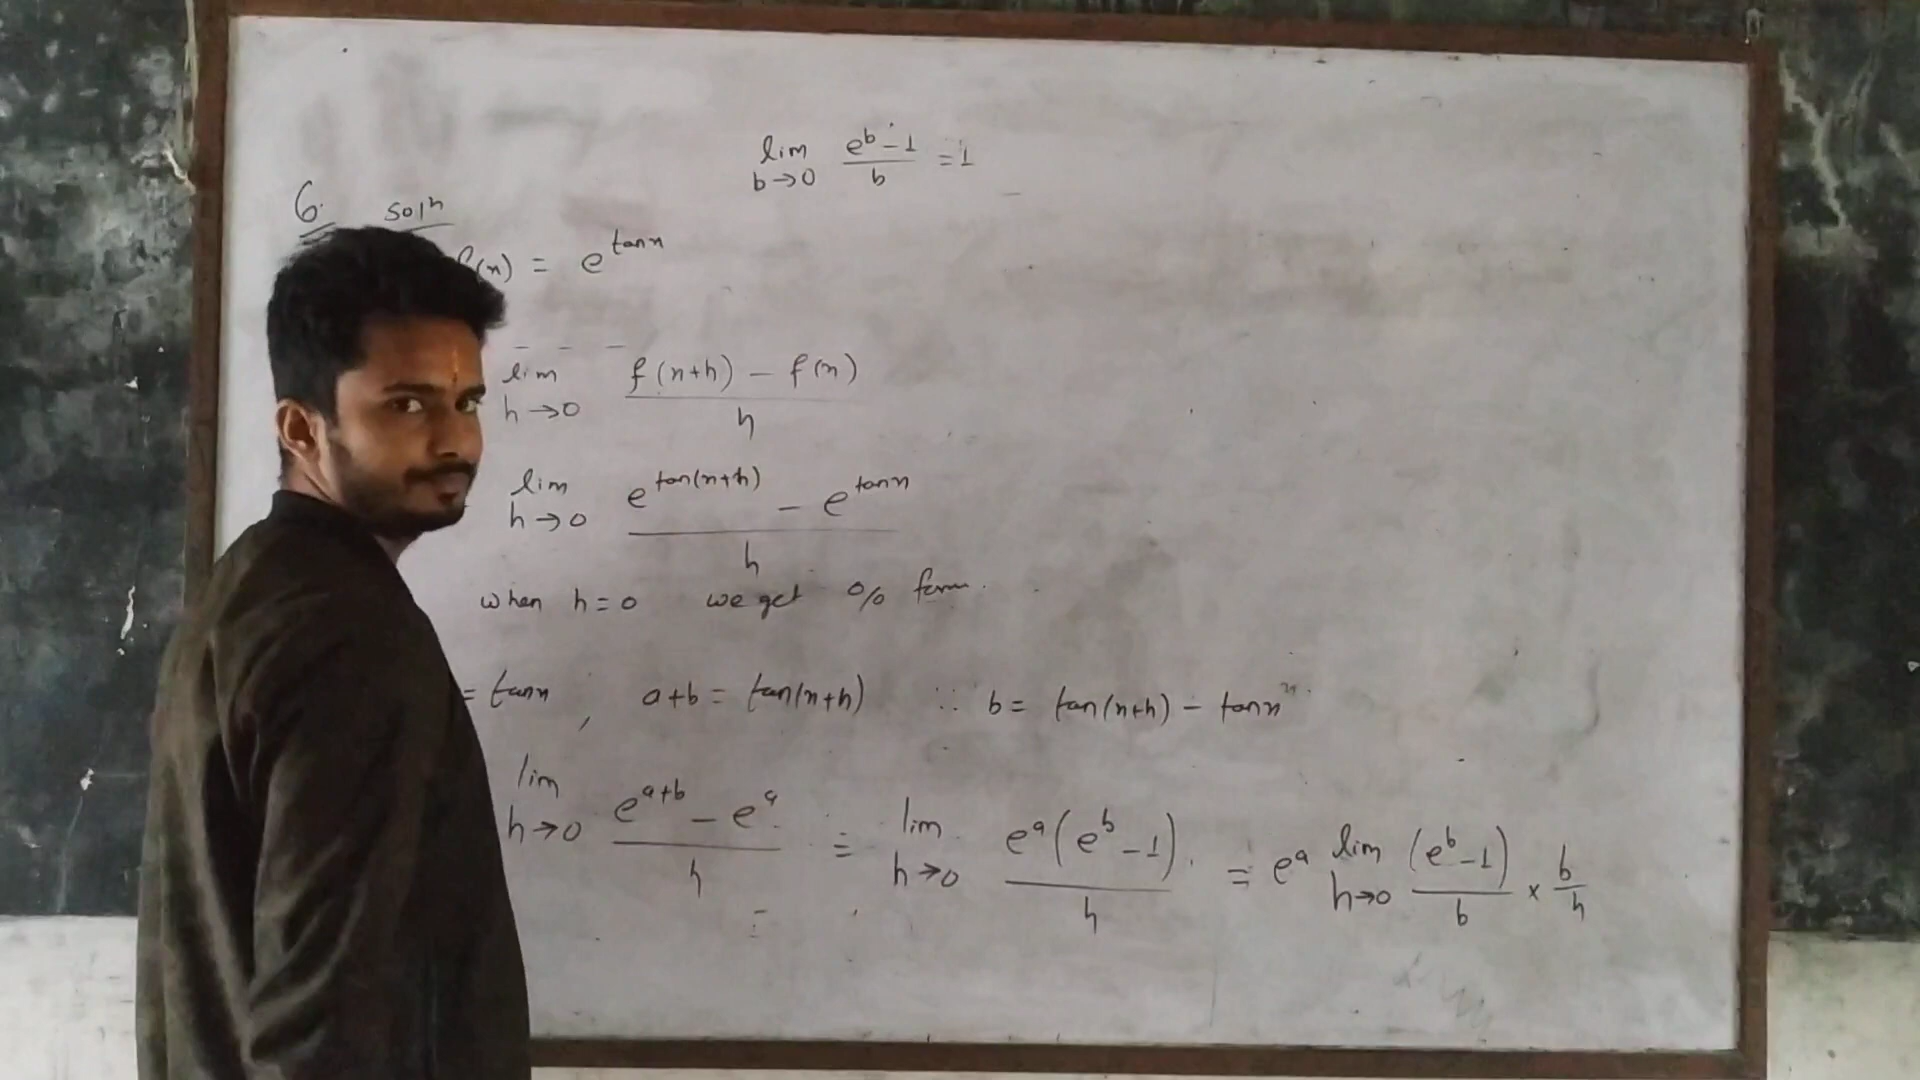 lim b→0 (e^b - 1)/b = 1
6. solⁿ
f(x) = e^tanx
lim h→0 (f(x+h) - f(x))/h
lim h→0 (e^tan(x+h) - e^tanx)/h
when h=0 we get 0/0 form.
= tanx, a+b = tan(x+h) ∴ b = tan(x+h) - tanx
lim h→0 (e^(a+b) - e^a)/h = lim h→0 e^a(e^b - 1)/h = e^a lim h→0 (e^b - 1)/b × b/h